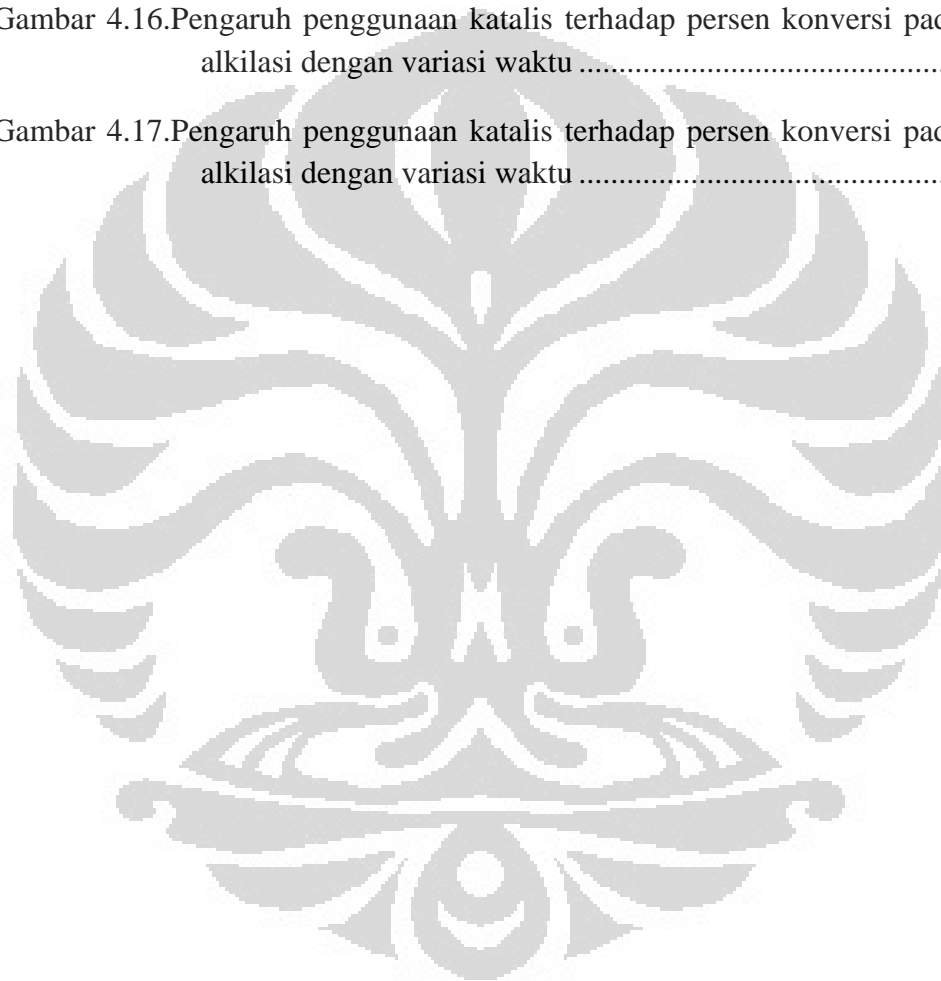 Gambar 4.16.Pengaruh penggunaan katalis terhadap persen konversi pad
alkilasi dengan variasi waktu ...............................................
Gambar 4.17.Pengaruh penggunaan katalis terhadap persen konversi pad
alkilasi dengan variasi waktu ...............................................